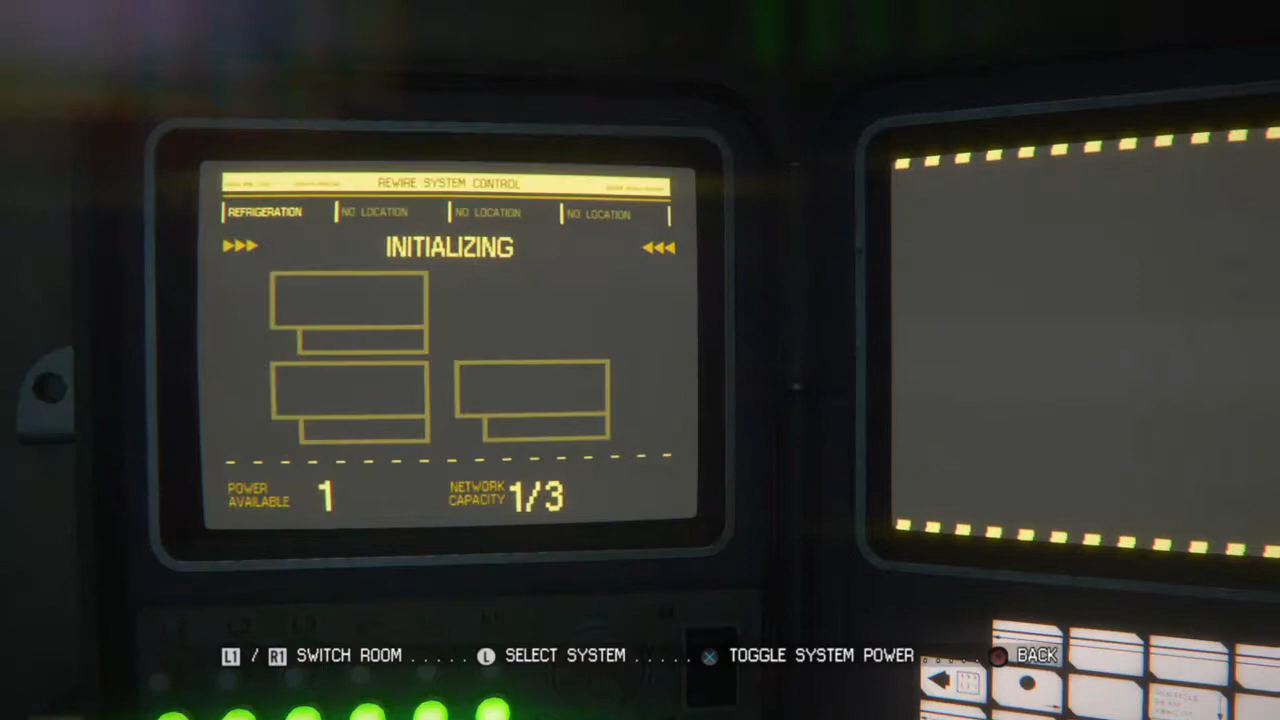 REWIRE SYSTEM CONTROL
REFRIGERATION NO LOCATION NO LOCATION NO LOCATION
INITIALIZING
POWER AVAILABLE 1 NETWORK CAPACITY 1/3
L1 / R1 SWITCH ROOM ..... L SELECT SYSTEM ..... X TOGGLE SYSTEM POWER ..... BACK